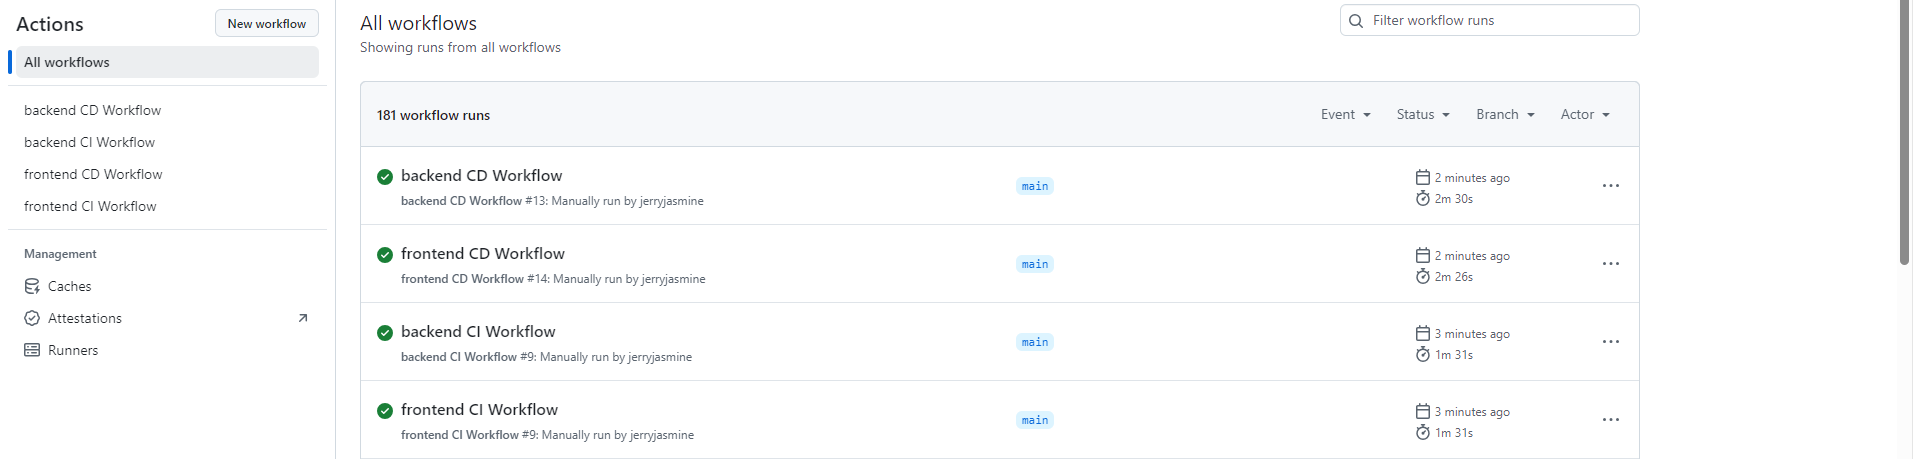 Actions
New workflow
All workflows
backend CD Workflow
backend CI Workflow
frontend CD Workflow
frontend CI Workflow
Management
Caches
Attestations
Runners
All workflows
Showing runs from all workflows
Filter workflow runs
181 workflow runs
Event
Status
Branch
Actor
backend CD Workflow
backend CD Workflow #13: Manually run by jerryjasmine
main
2 minutes ago
2m 30s
frontend CD Workflow
frontend CD Workflow #14: Manually run by jerryjasmine
main
2 minutes ago
2m 26s
backend CI Workflow
backend CI Workflow #9: Manually run by jerryjasmine
main
3 minutes ago
1m 31s
frontend CI Workflow
frontend CI Workflow #9: Manually run by jerryjasmine
main
3 minutes ago
1m 31s